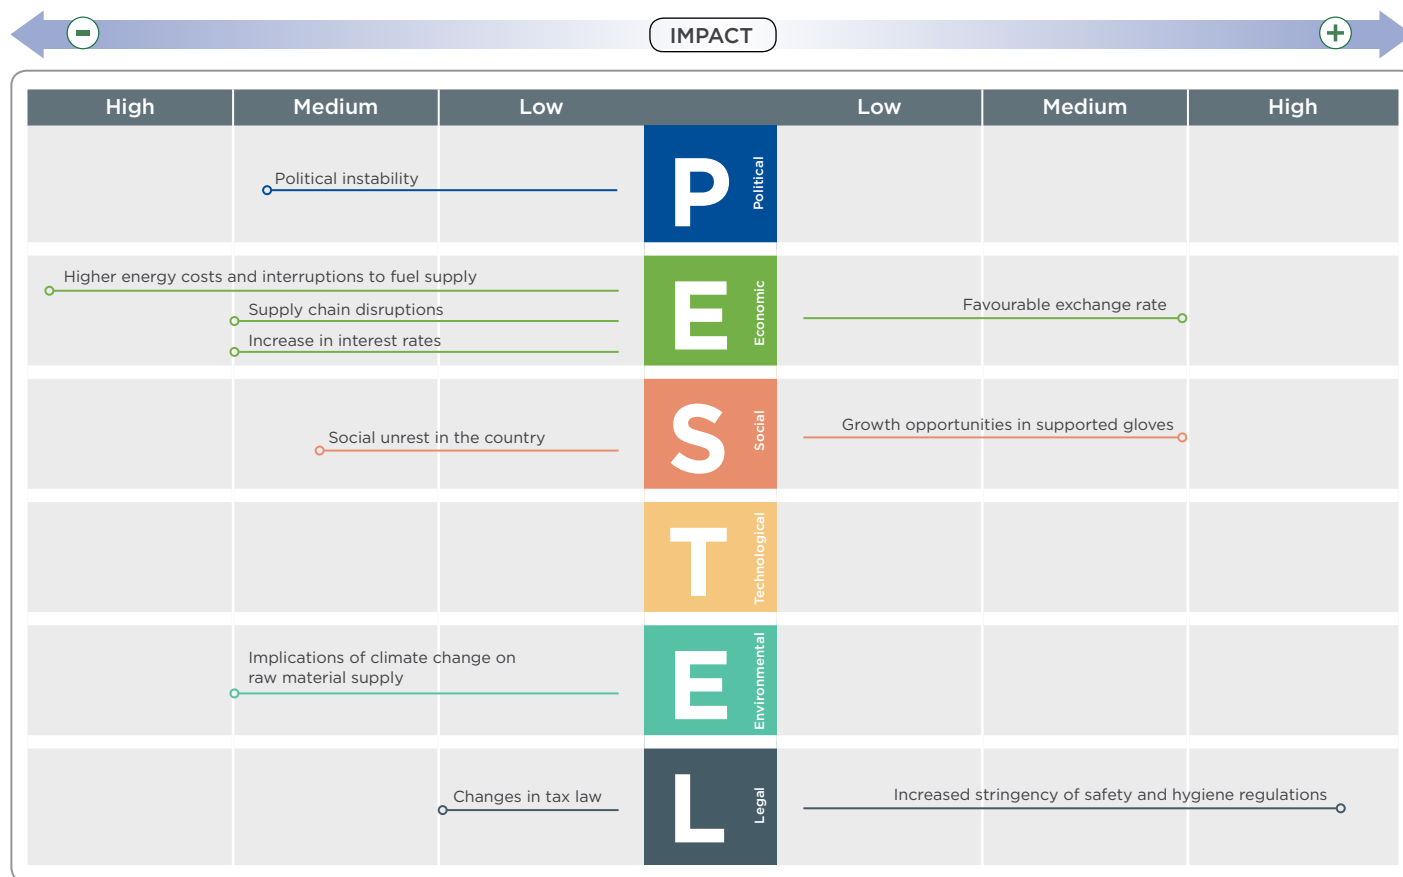 IMPACT
High Medium Low Low Medium High
Political instability
P
Political
Higher energy costs and interruptions to fuel supply
Supply chain disruptions
Increase in interest rates
E
Economic
Favourable exchange rate
Social unrest in the country
S
Social
Growth opportunities in supported gloves
T
Technological
Implications of climate change on
raw material supply
E
Environmental
Changes in tax law
L
Legal
Increased stringency of safety and hygiene regulations